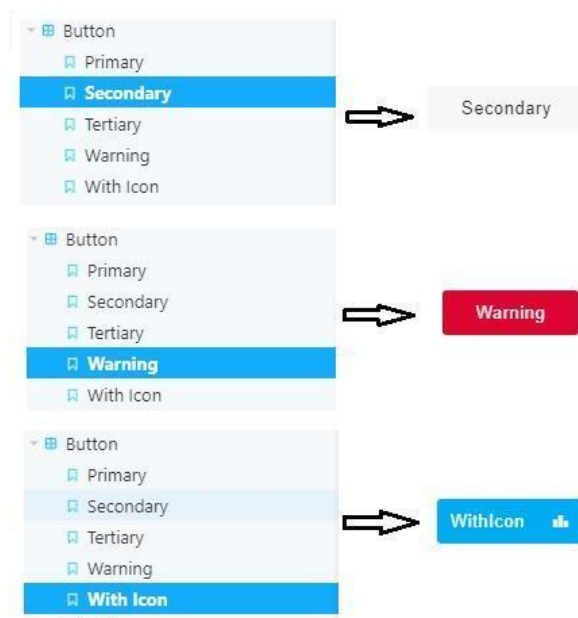 Button
Primary
Secondary
Tertiary
Warning
With Icon
Secondary
Button
Primary
Secondary
Tertiary
Warning
With Icon
Warning
Button
Primary
Secondary
Tertiary
Warning
With Icon
WithIcon